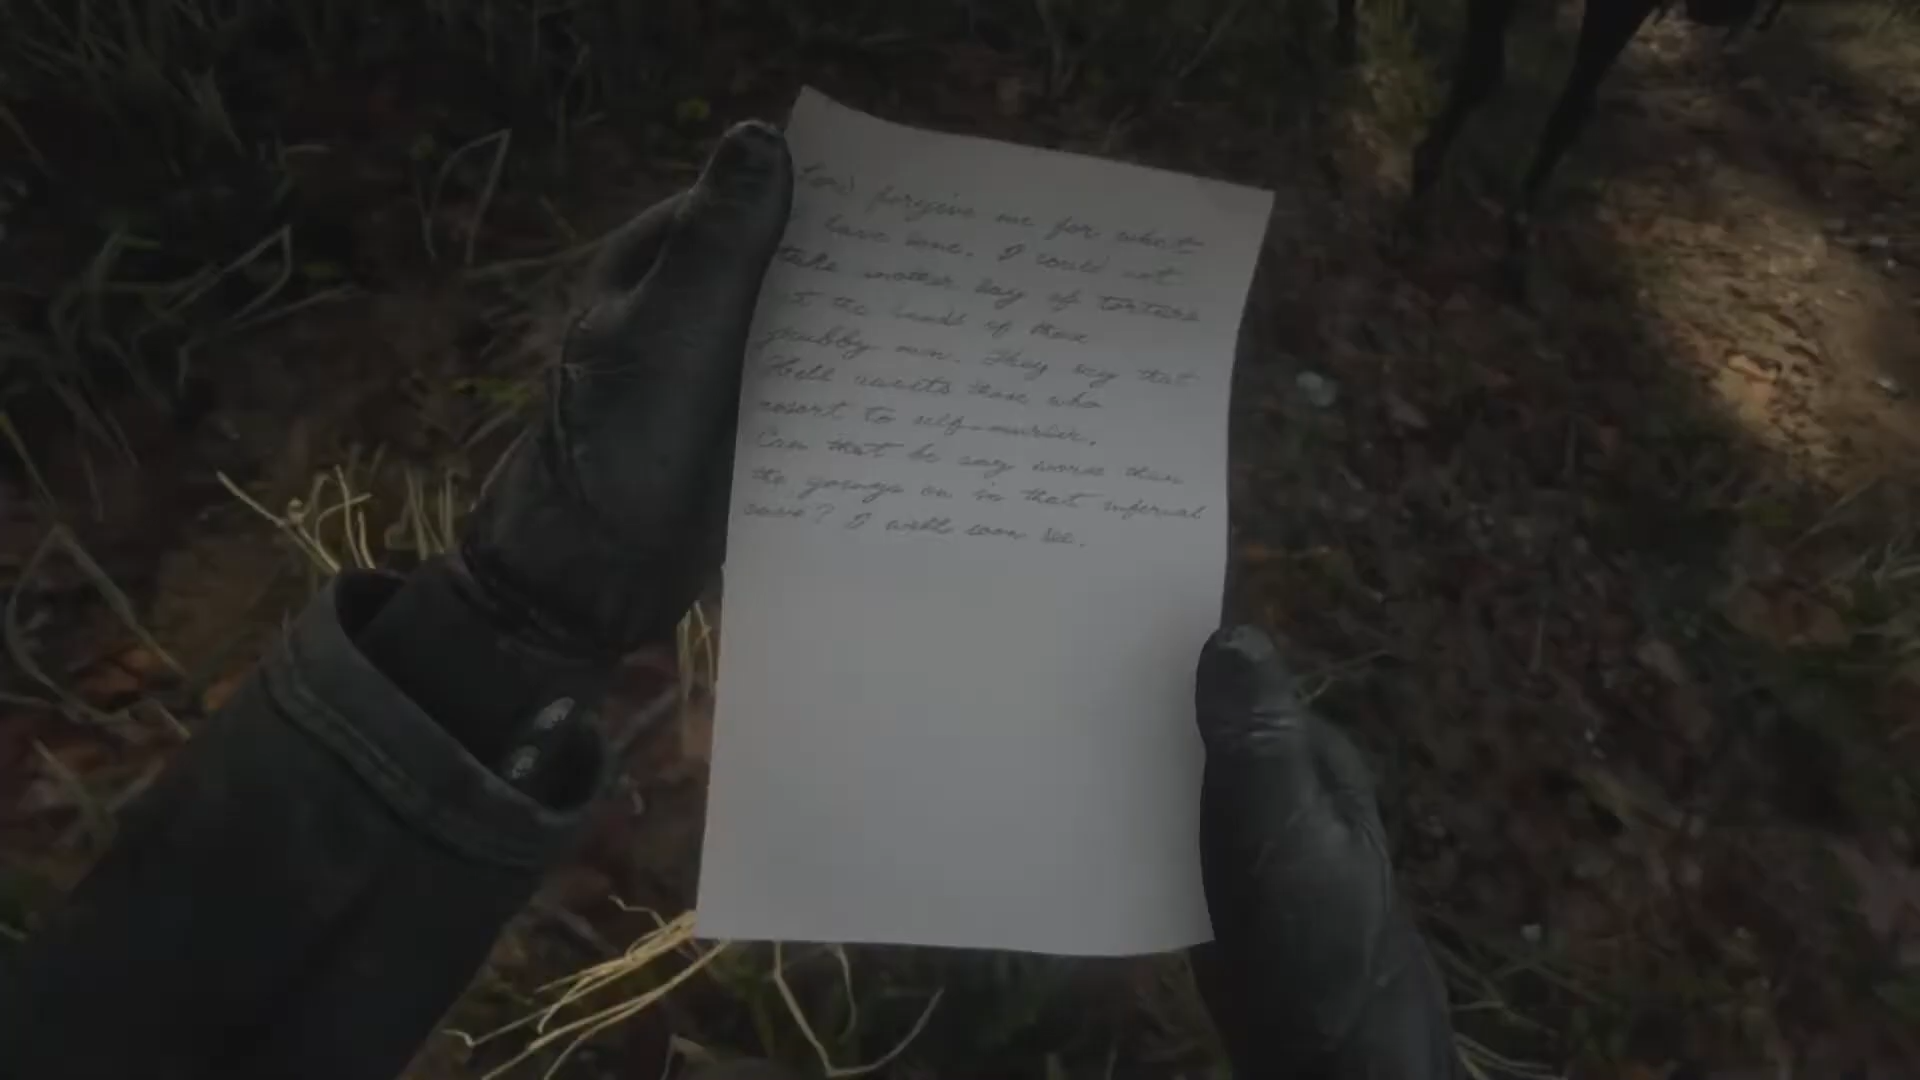 Lord forgive me for what
I have done. I could not
take another day of torture
at the hands of those
grubby men. They say that
Hell awaits those who
resort to self-murder.
Can that be any worse than
the goings on in that infernal
cave? I will soon see.